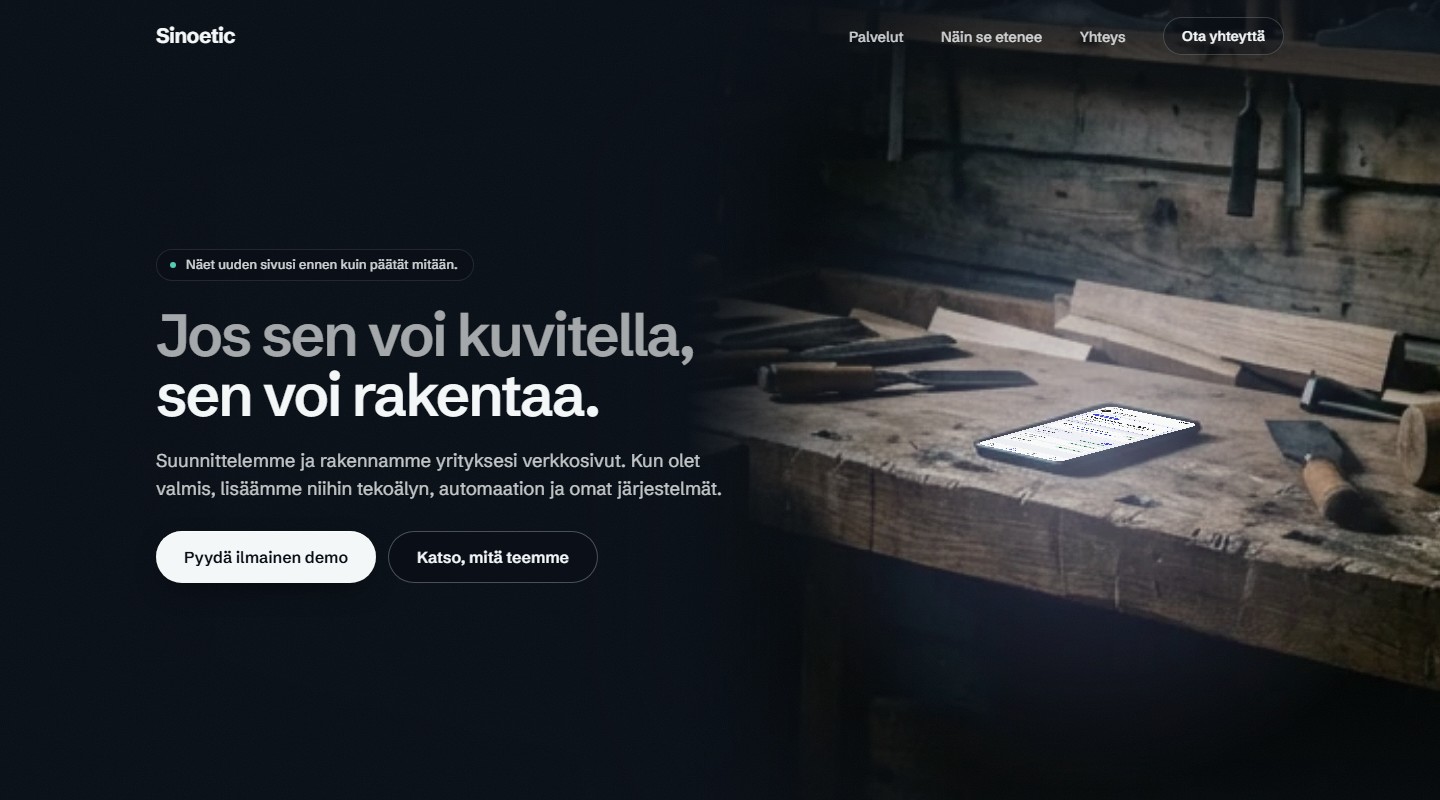 Sinoetic
Palvelut
Näin se etenee
Yhteys
Ota yhteyttä
Näet uuden sivusi ennen kuin päätät mitään.
Jos sen voi kuvitella,
sen voi rakentaa.
Suunnittelemme ja rakennamme yrityksesi verkkosivut. Kun olet
valmis, lisäämme niihin tekoälyn, automaation ja omat järjestelmät.
Pyydä ilmainen demo
Katso, mitä teemme